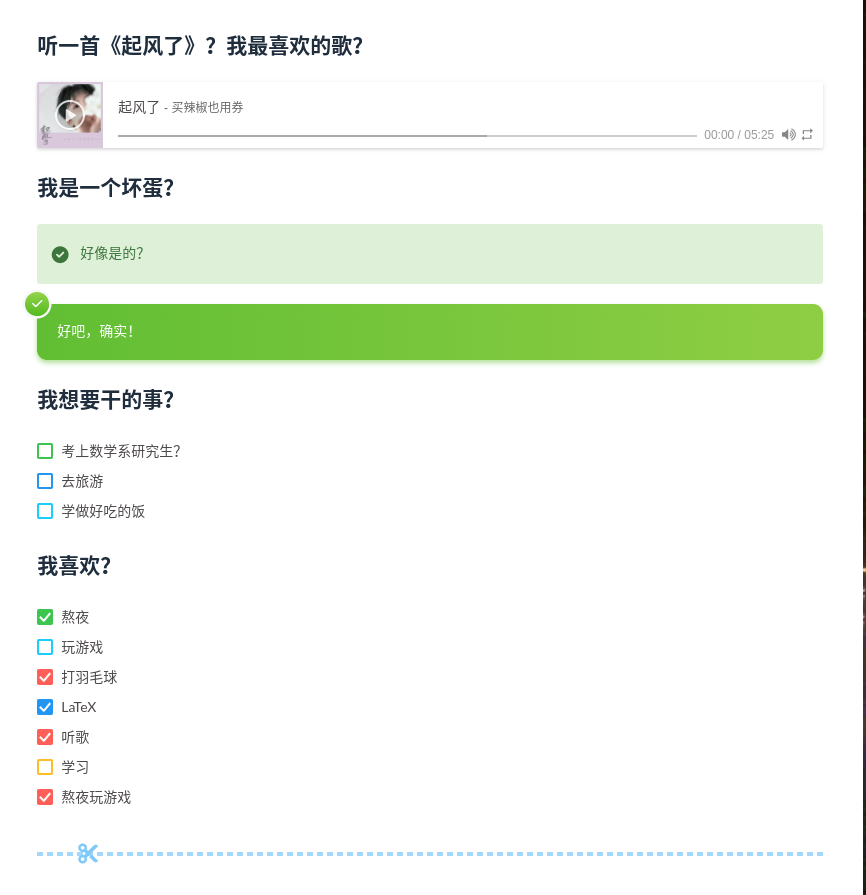 听一首《起风了》？我最喜欢的歌？
起风了 - 买辣椒也用券
00:00 / 05:25
我是一个坏蛋？
好像是的？
好吧，确实！
我想要干的事？
考上数学系研究生？
去旅游
学做好吃的饭
我喜欢？
熬夜
玩游戏
打羽毛球
LaTeX
听歌
学习
熬夜玩游戏